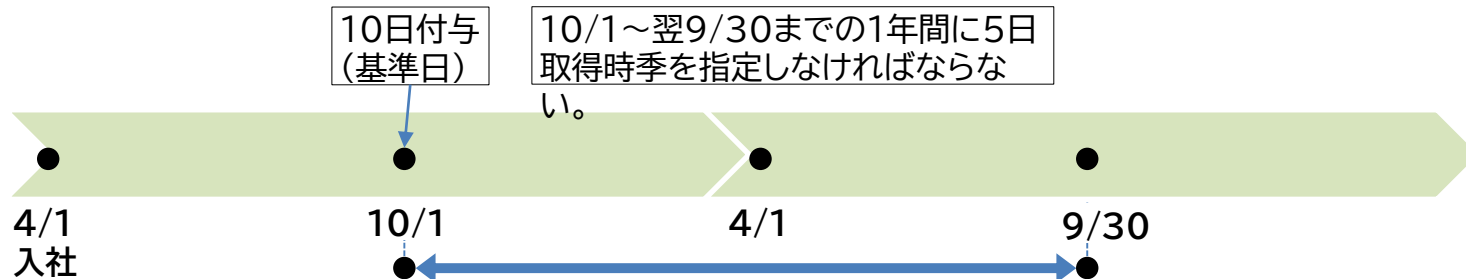 10日付与
(基準日)
10/1～翌9/30までの1年間に5日
取得時季を指定しなければならな
い。
4/1
入社
10/1
4/1
9/30